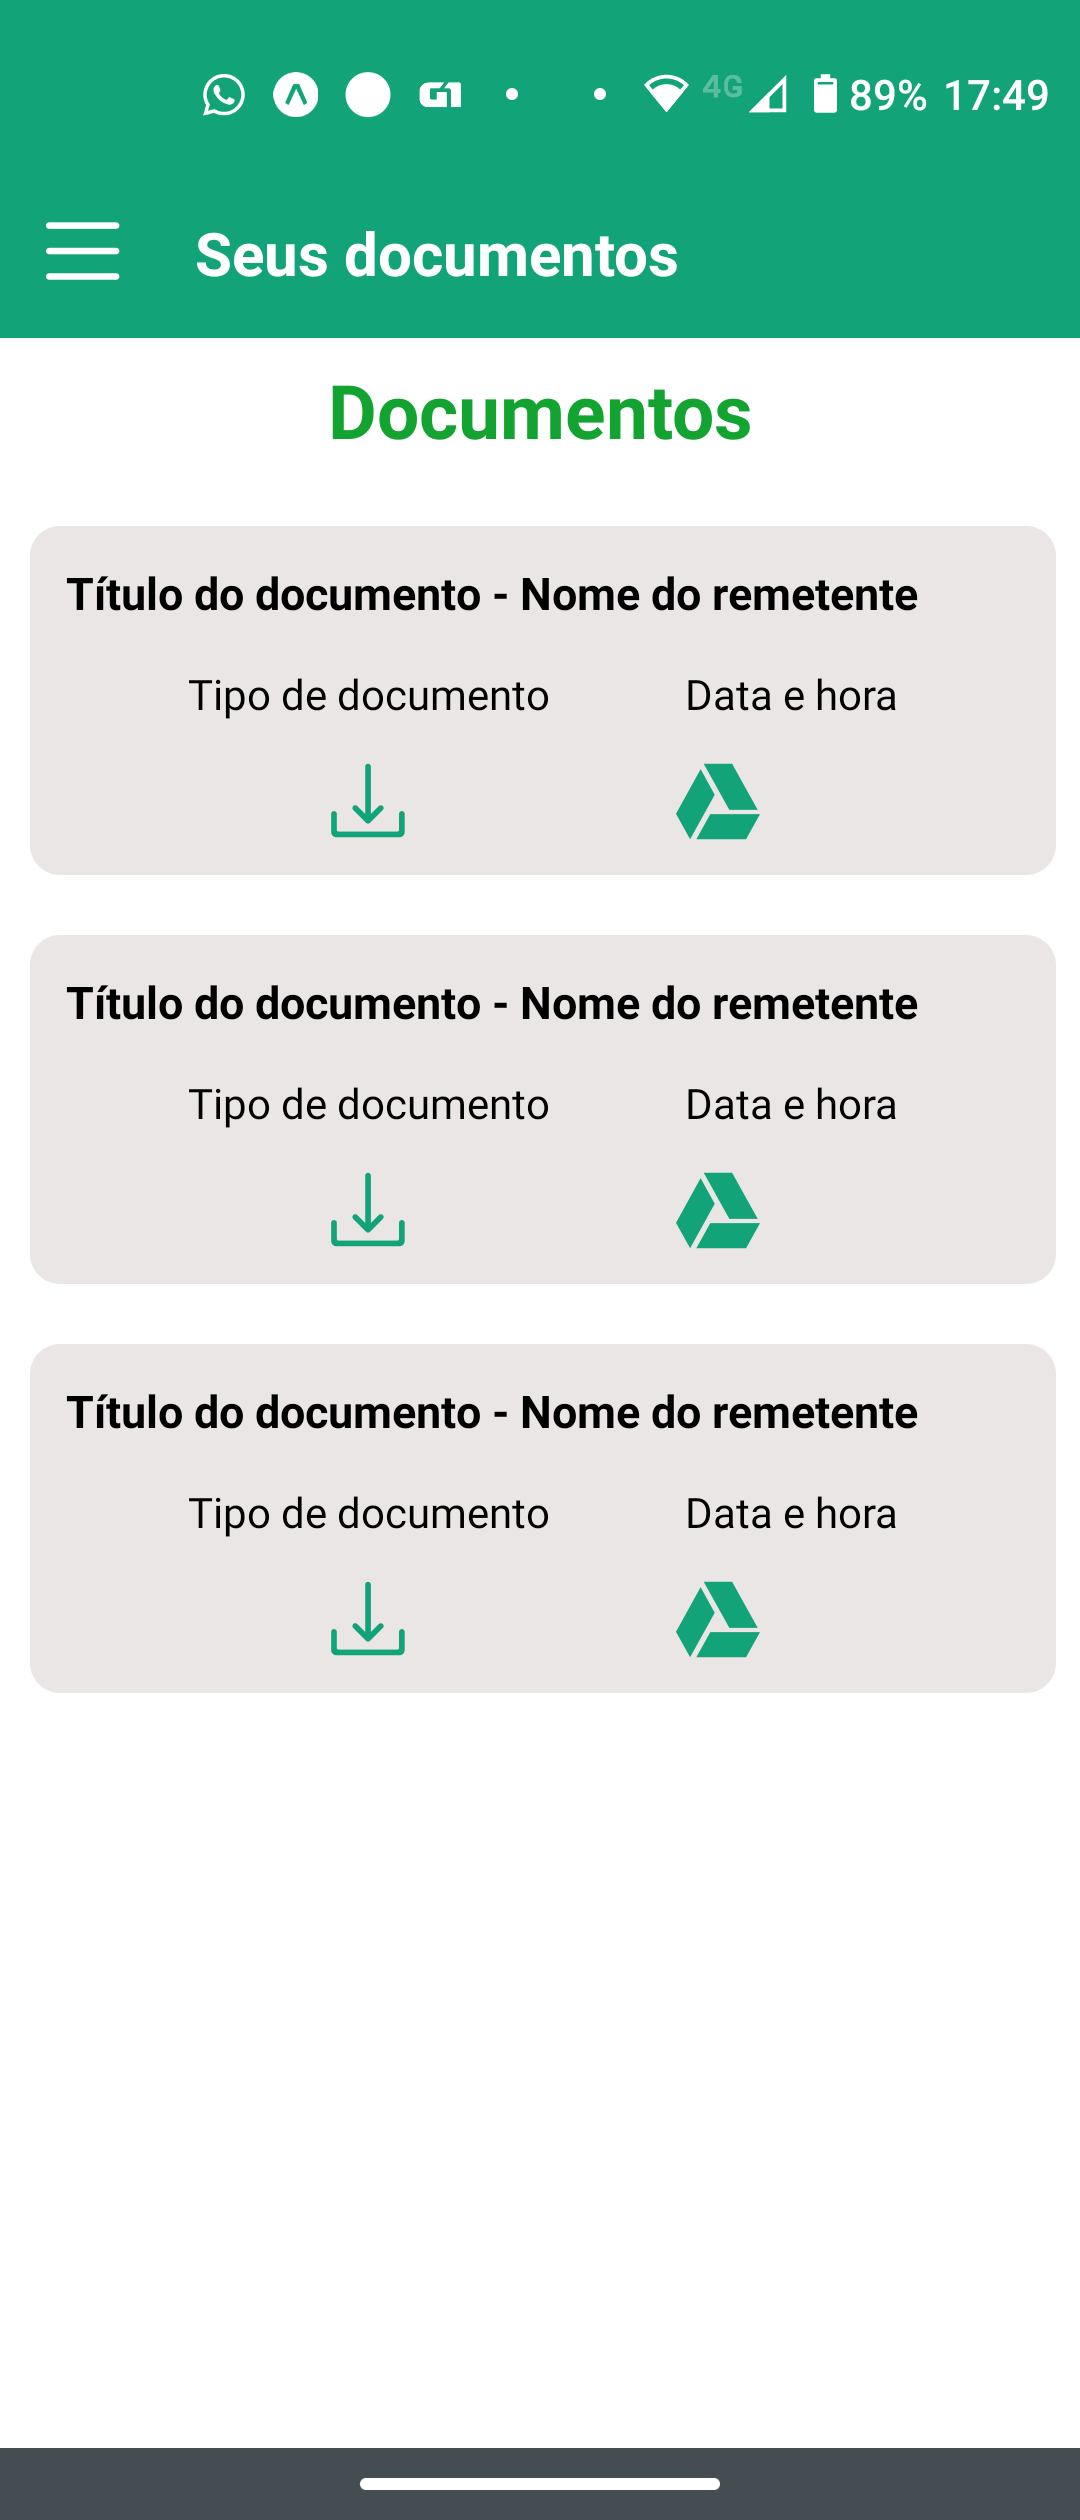 4G 89% 17:49
Seus documentos
Documentos
Título do documento - Nome do remetente
Tipo de documento Data e hora
Título do documento - Nome do remetente
Tipo de documento Data e hora
Título do documento - Nome do remetente
Tipo de documento Data e hora